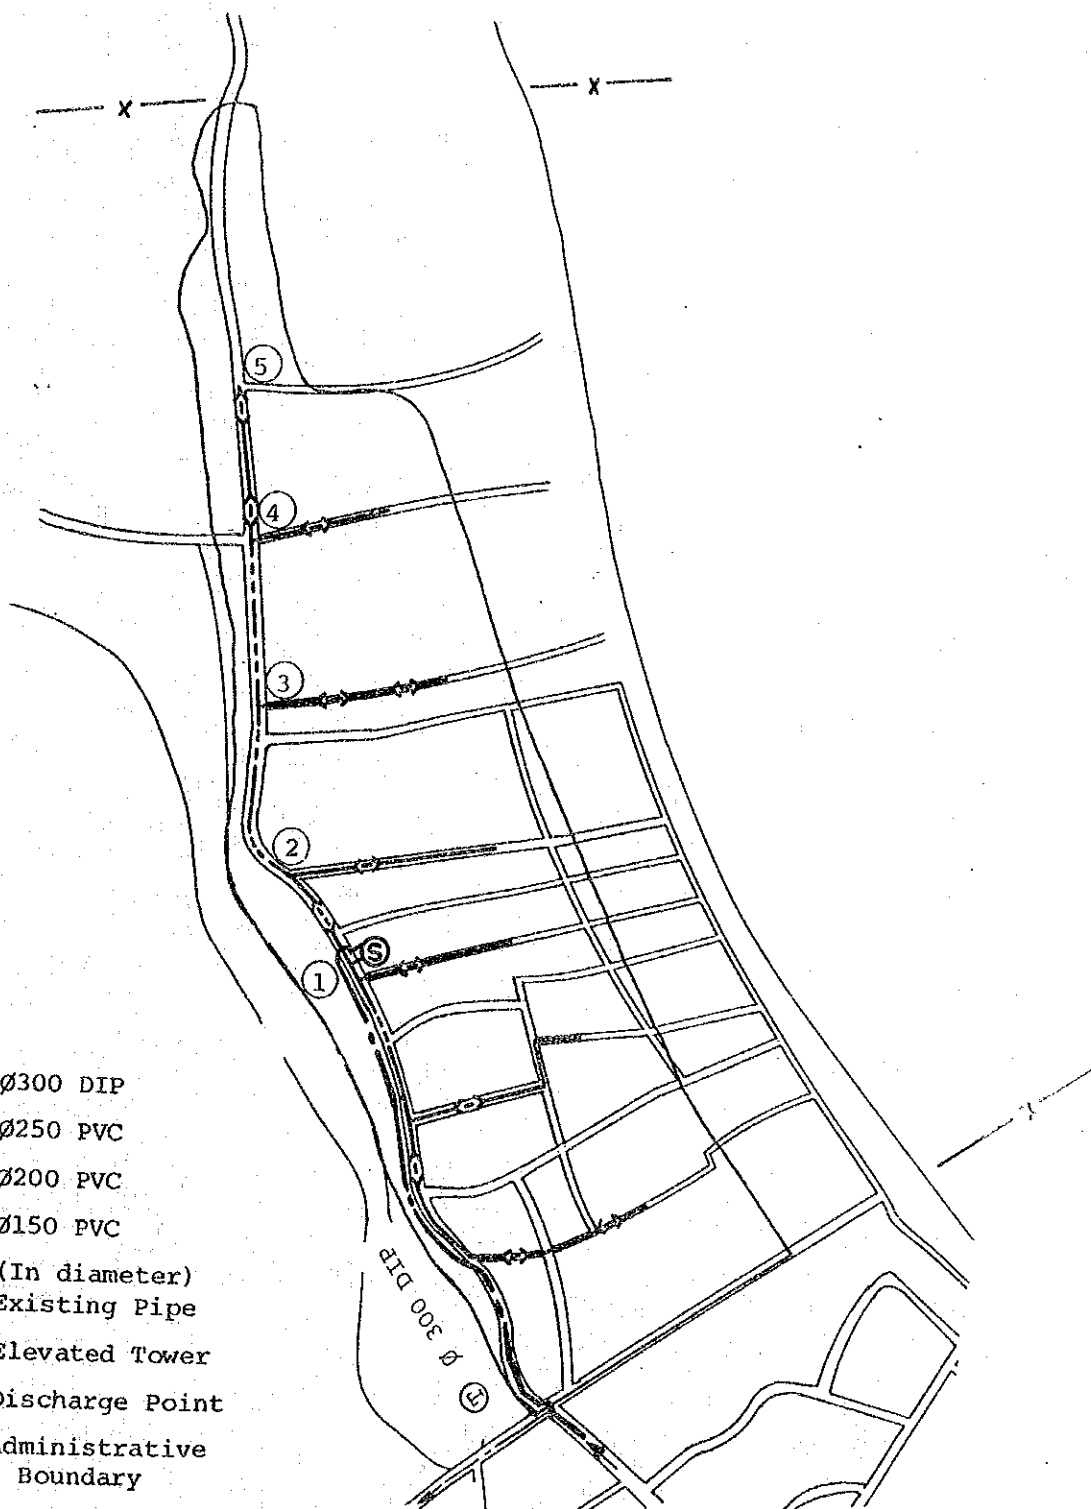 X
X
5
4
3
2
S
1
Ø300 DIP
Ø250 PVC
Ø200 PVC
Ø150 PVC
(In diameter)
Existing Pipe
Elevated Tower
Discharge Point
Administrative
Boundary
Ø 300 DIP
T